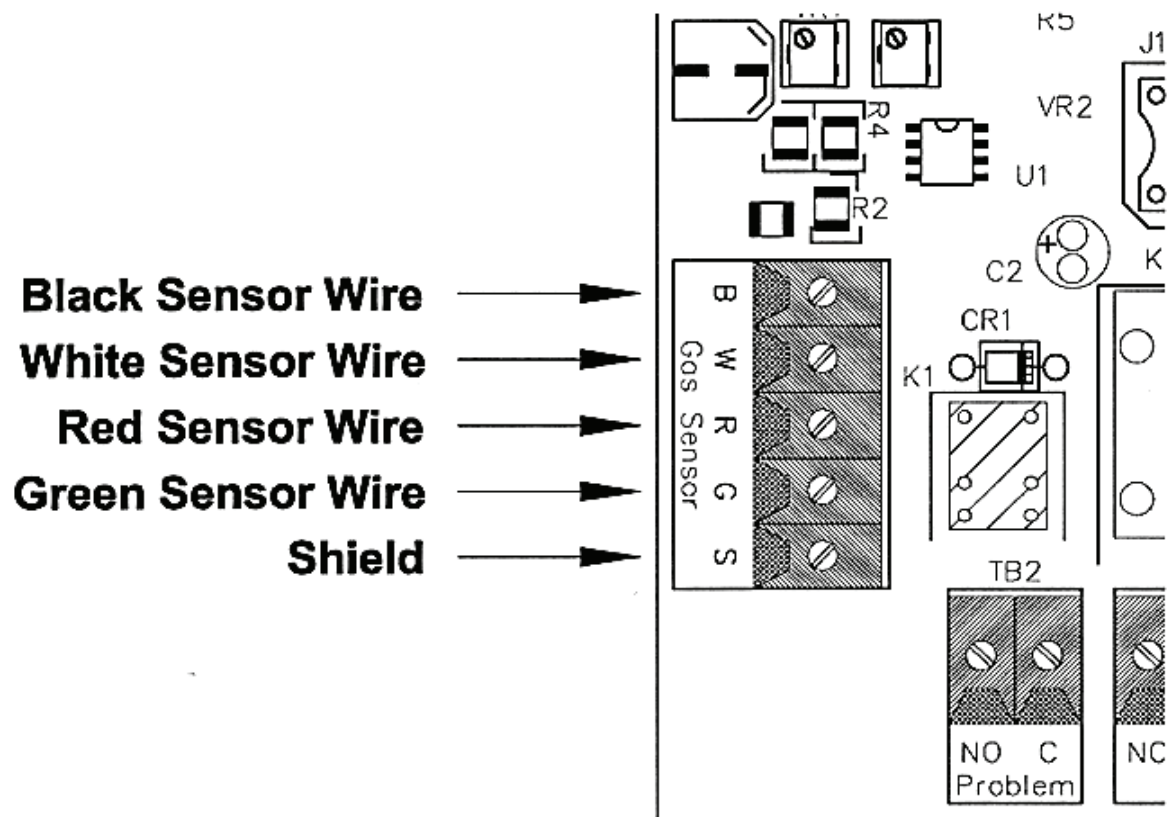 R5
J1
VR2
R4
U1
R2
C2
K
Black Sensor Wire
B
CR1
White Sensor Wire
W
K1
Gas Sensor
Red Sensor Wire
R
Green Sensor Wire
G
Shield
S
TB2
NO C
Problem